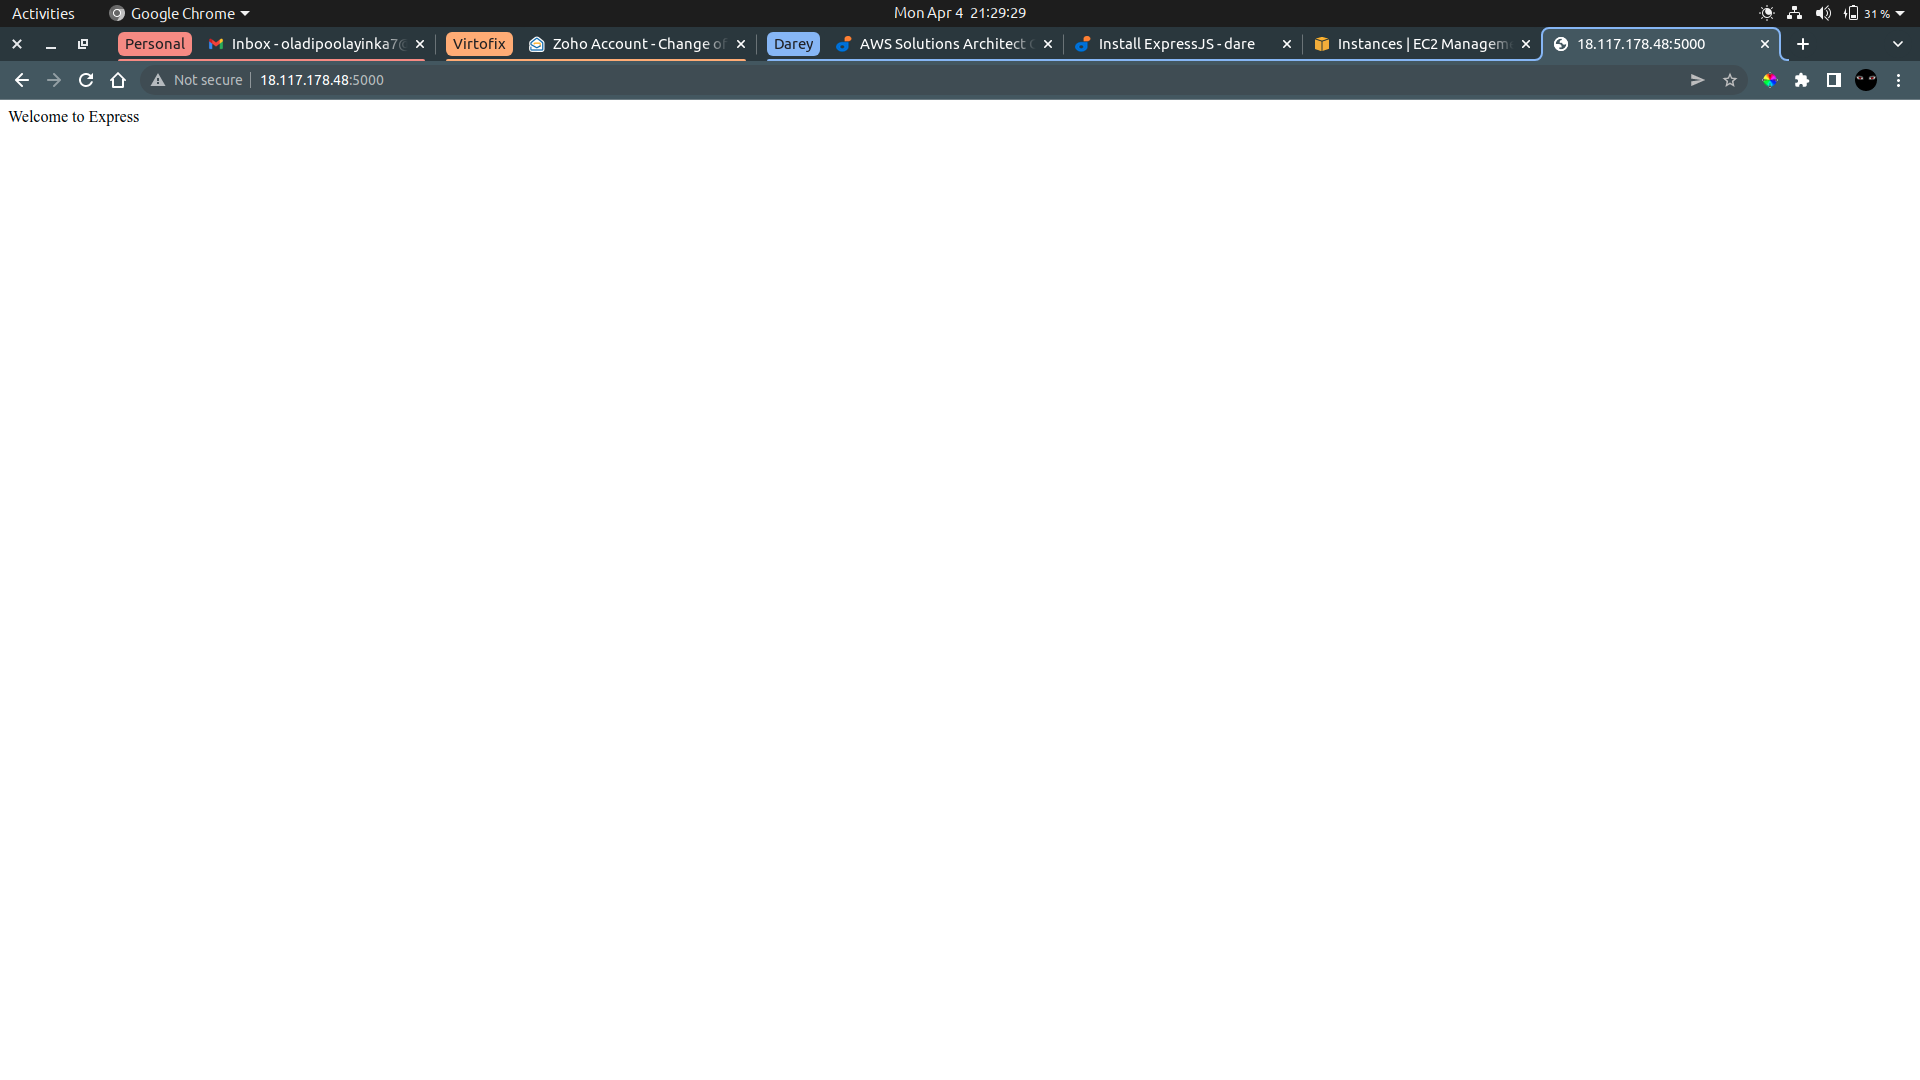 Activities
Google Chrome
Mon Apr 4 21:29:29
31 %
Personal
Inbox - oladipoolayinka7@
Virtofix
Zoho Account - Change of
Darey
AWS Solutions Architect
Install ExpressJS - dare
Instances | EC2 Managem
18.117.178.48:5000
Not secure
18.117.178.48:5000
Welcome to Express